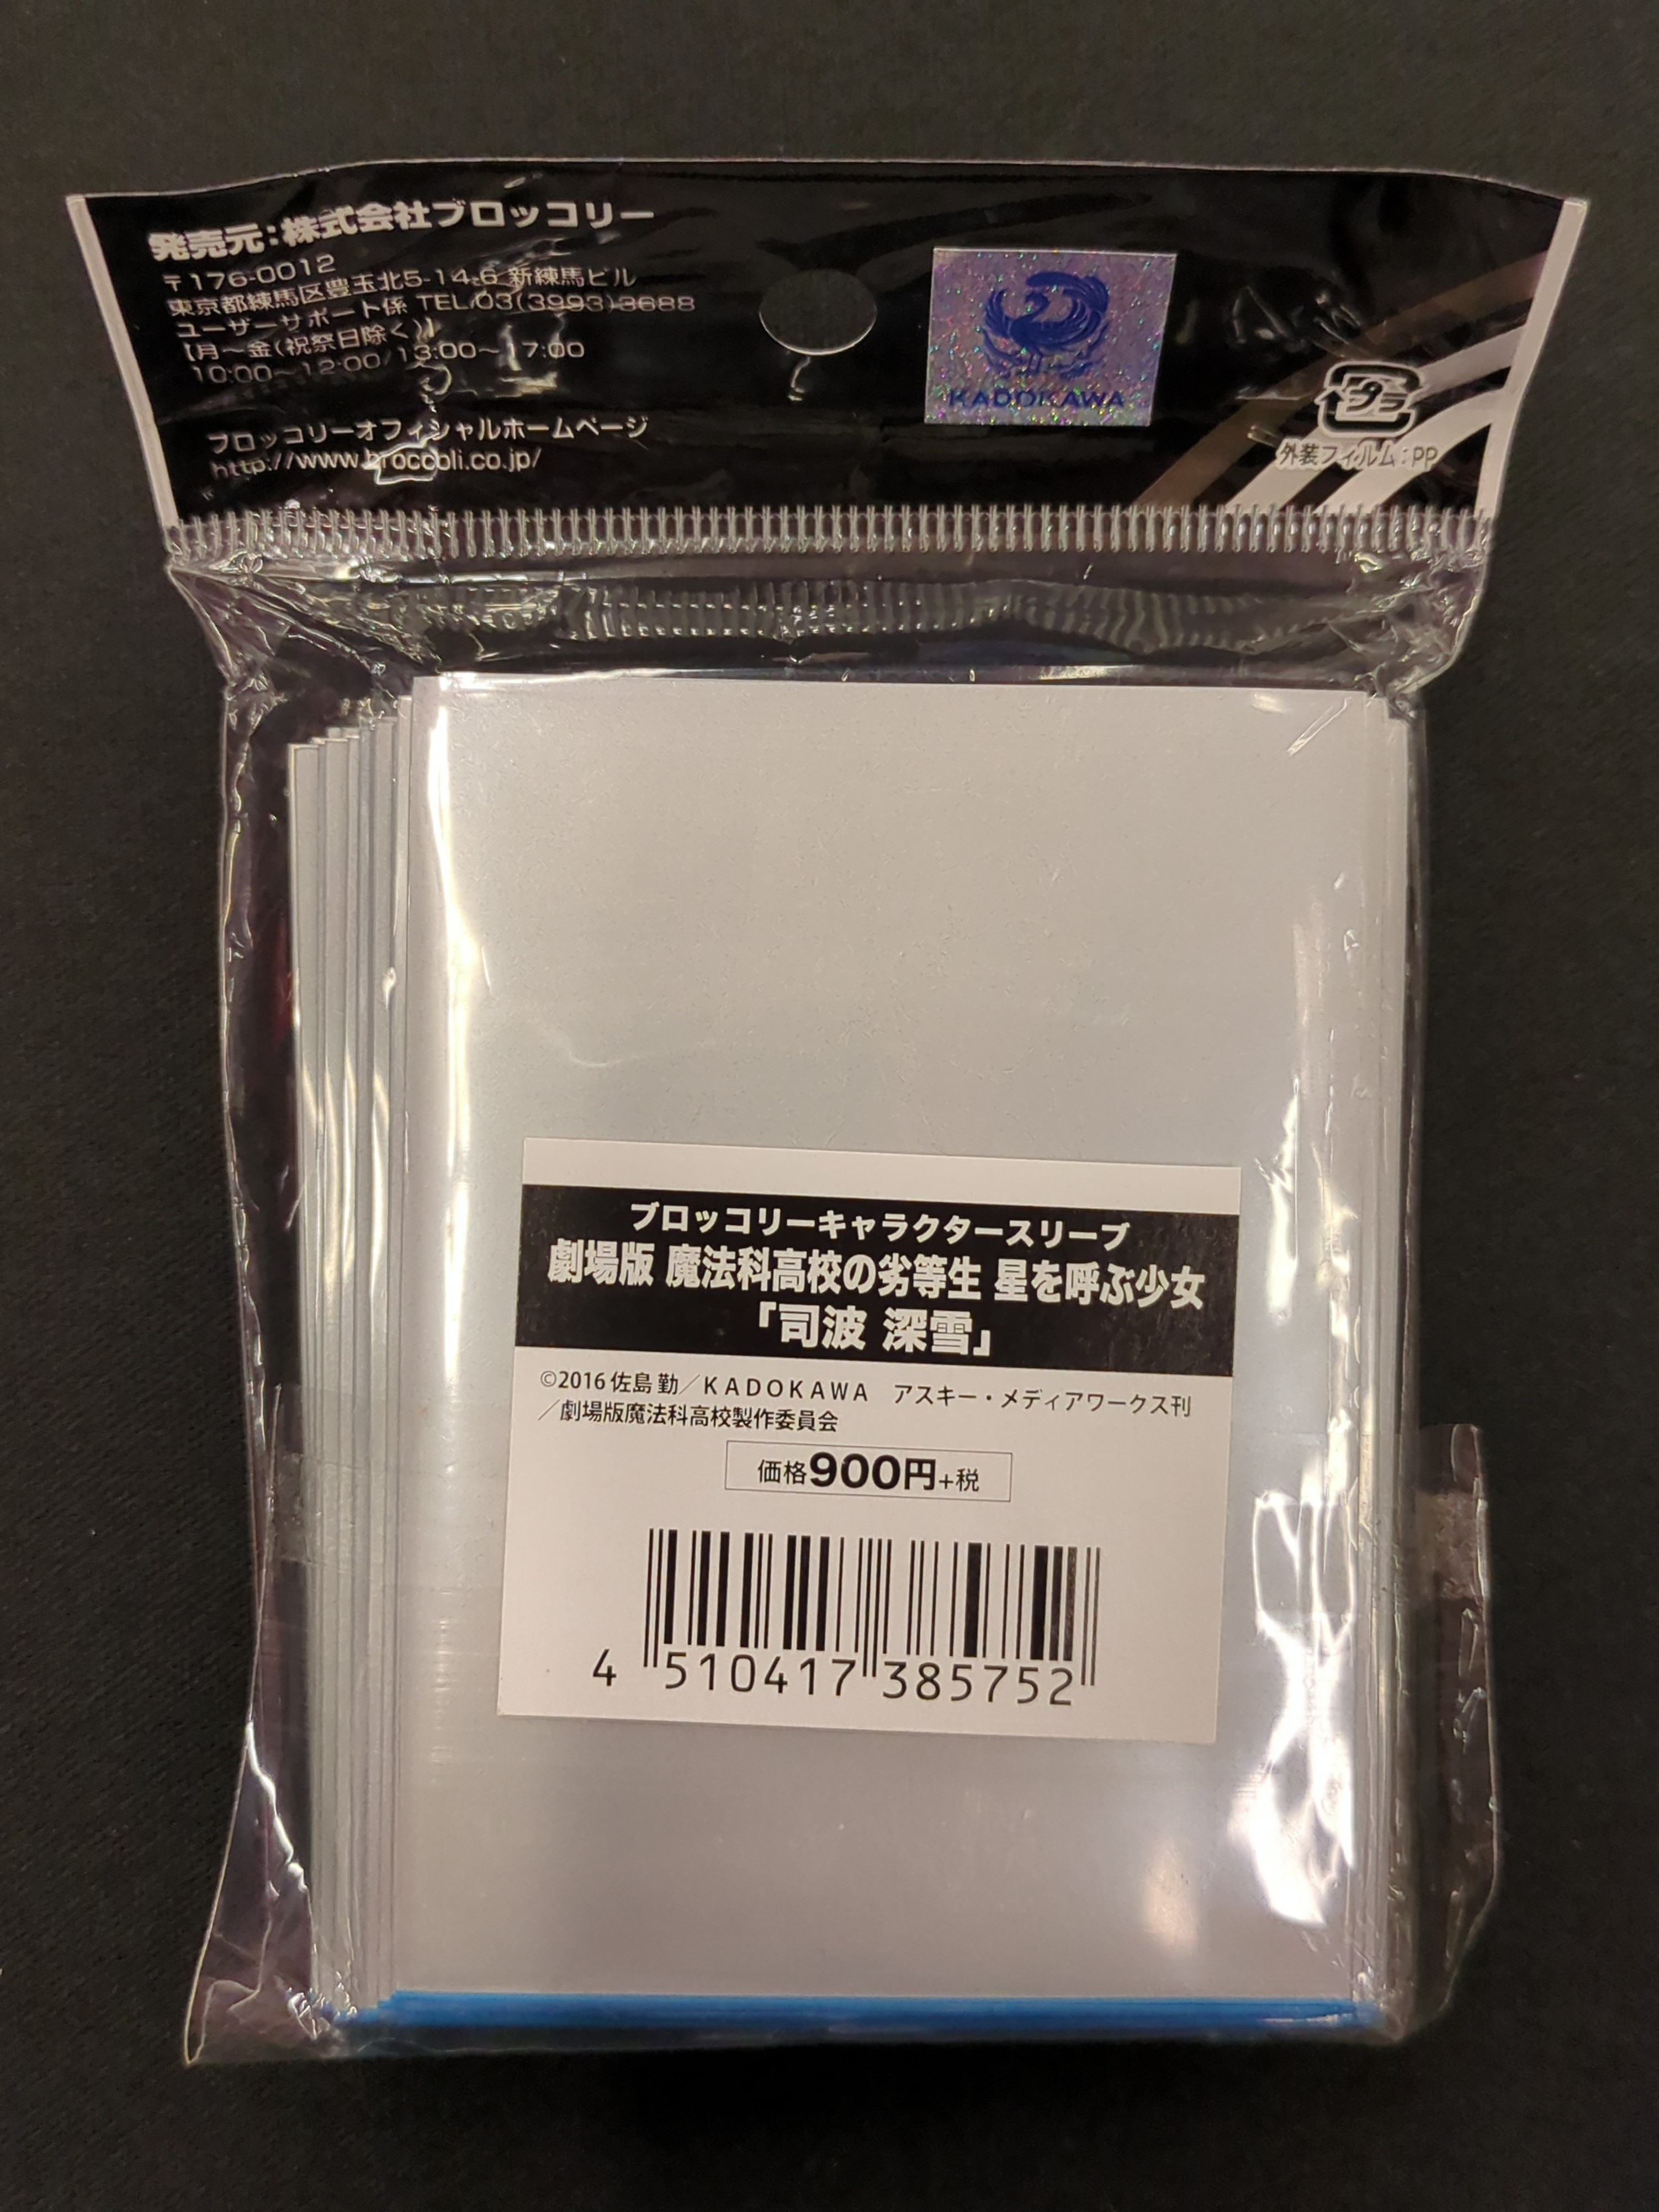 発売元:株式会社ブロッコリー
〒176-0012
東京都練馬区豊玉北5-14-6 新練馬ビル
ユーザーサポート係 TEL/03(3993)3688
【月〜金(祝祭日除く)】
10:00〜12:00/13:00〜17:00
ブロッコリーオフィシャルホームページ
http://www.broccoli.co.jp/
KADOKAWA
プラ
外装フィルム:PP
ブロッコリーキャラクタースリーブ
劇場版 魔法科高校の劣等生 星を呼ぶ少女
「司波 深雪」
©2016 佐島 勤／KADOKAWA アスキー・メディアワークス刊
／劇場版魔法科高校製作委員会
価格900円+税
4 510417 385752